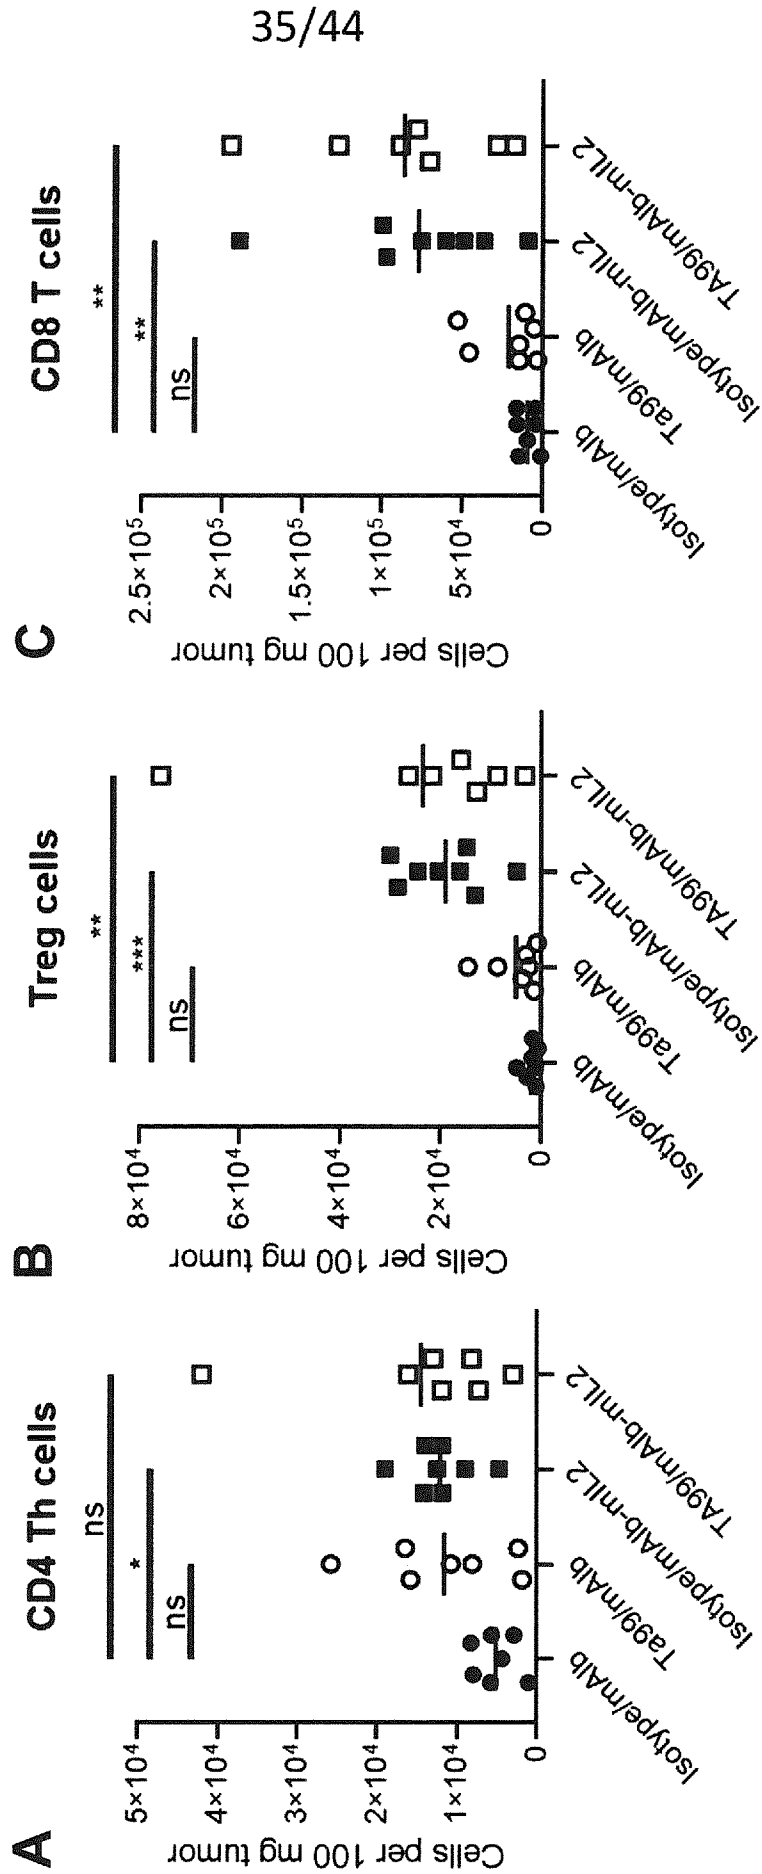 35/44
A
CD4 Th cells
ns
*
ns
Cells per 100 mg tumor
5×10⁴
4×10⁴
3×10⁴
2×10⁴
1×10⁴
0
Isotype/mAlb
Ta99/mAlb
Isotype/mAlb-mIL2
TA99/mAlb-mIL2
B
Treg cells
**
***
ns
Cells per 100 mg tumor
8×10⁴
6×10⁴
4×10⁴
2×10⁴
0
Isotype/mAlb
Ta99/mAlb
Isotype/mAlb-mIL2
TA99/mAlb-mIL2
C
CD8 T cells
**
**
ns
Cells per 100 mg tumor
2.5×10⁵
2×10⁵
1.5×10⁵
1×10⁵
5×10⁴
0
Isotype/mAlb
Ta99/mAlb
Isotype/mAlb-mIL2
TA99/mAlb-mIL2